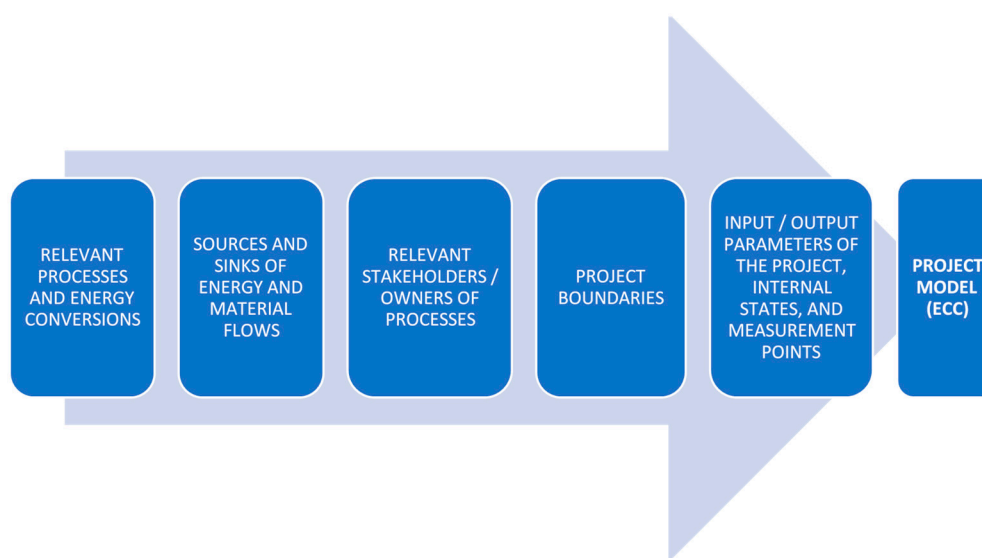 RELEVANT
PROCESSES
AND ENERGY
CONVERSIONS
SOURCES AND
SINKS OF
ENERGY AND
MATERIAL
FLOWS
RELEVANT
STAKEHOLDERS /
OWNERS OF
PROCESSES
PROJECT
BOUNDARIES
INPUT / OUTPUT
PARAMETERS OF
THE PROJECT,
INTERNAL
STATES, AND
MEASUREMENT
POINTS
PROJECT
MODEL
(ECC)